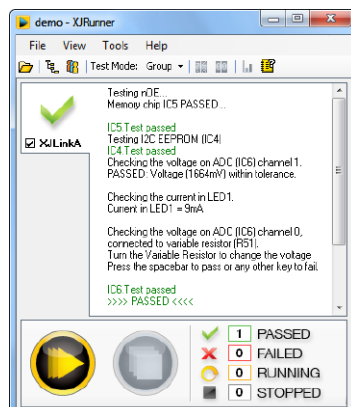 demo - XJRunner
File View Tools Help
Test Mode: Group
XJLinkA
Testing nOE...
Memory chip IC5 PASSED...
IC5.Test passed
Testing I2C EEPROM (IC4)
IC4.Test passed
Checking the voltage on ADC (IC6) channel 1.
PASSED: Voltage (1664mV) within tolerance.
Checking the current in LED1.
Current in LED1 = 9mA
Checking the voltage on ADC (IC6) channel 0,
connected to variable resistor (R51).
Turn the Variable Resistor to change the voltage
Press the spacebar to pass or any other key to fail.
IC6.Test passed
>>>> PASSED <<<<
1 PASSED
0 FAILED
0 RUNNING
0 STOPPED